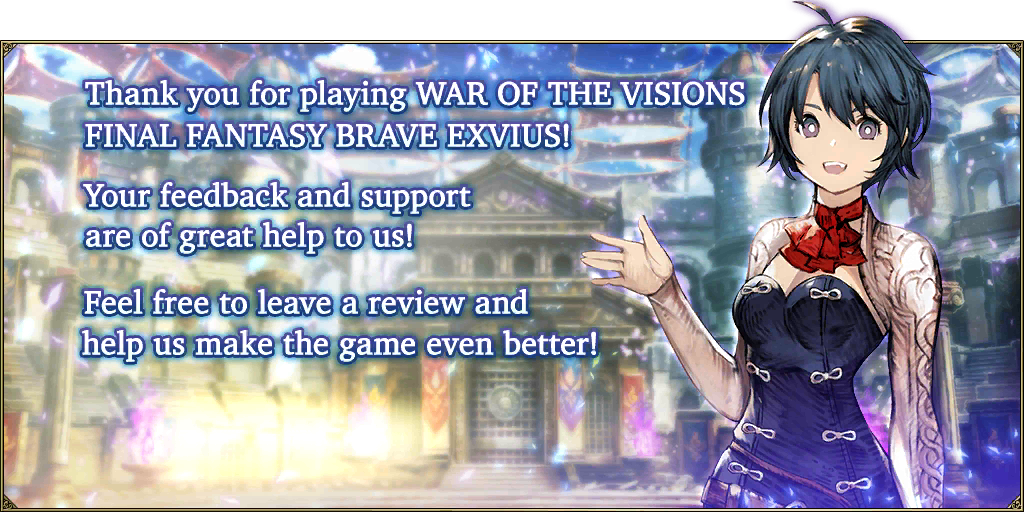 Thank you for playing WAR OF THE VISIONS
FINAL FANTASY BRAVE EXVIUS!
Your feedback and support
are of great help to us!
Feel free to leave a review and
help us make the game even better!